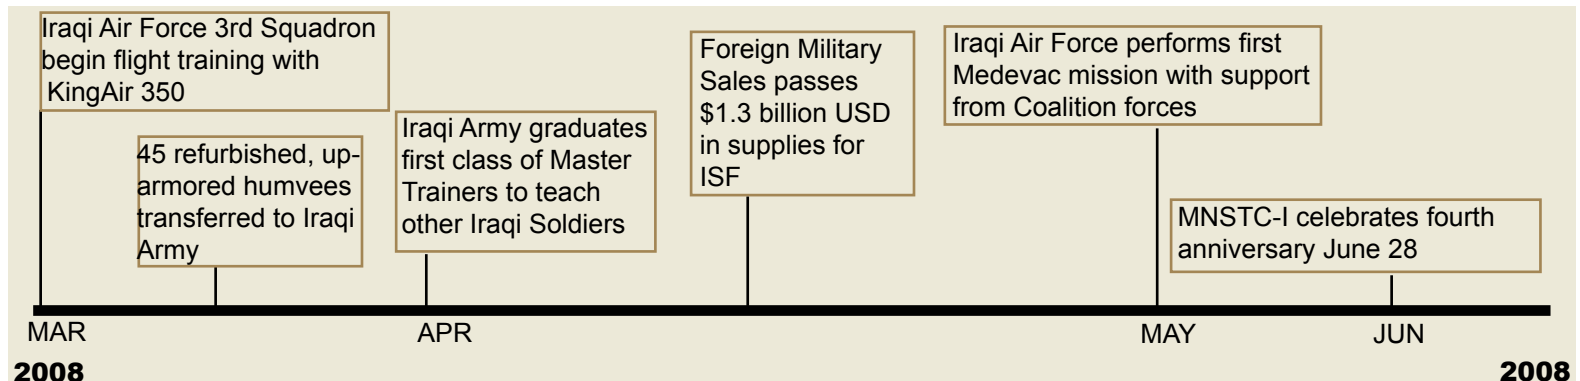 Iraqi Air Force 3rd Squadron
begin flight training with
KingAir 350
45 refurbished, up-
armored humvees
transferred to Iraqi
Army
Iraqi Army graduates
first class of Master
Trainers to teach
other Iraqi Soldiers
Foreign Military
Sales passes
$1.3 billion USD
in supplies for
ISF
Iraqi Air Force performs first
Medevac mission with support
from Coalition forces
MNSTC-I celebrates fourth
anniversary June 28
MAR
APR
MAY
JUN
2008
2008